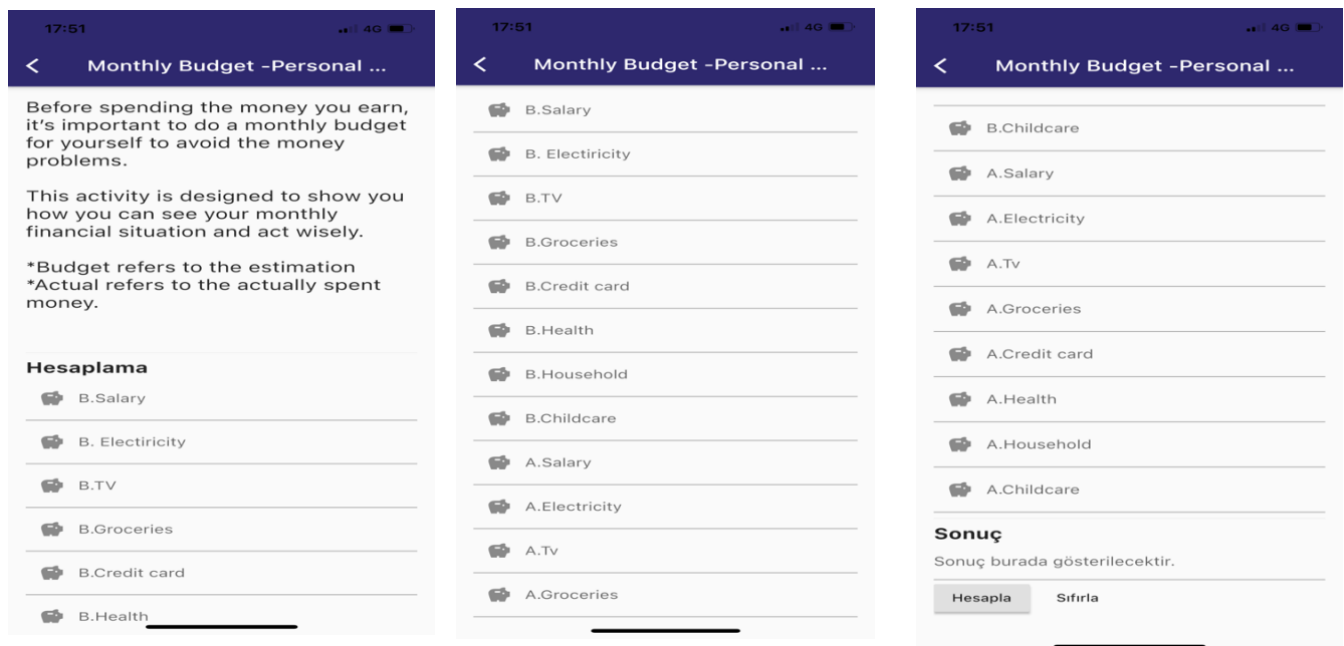 17:51
4G
Monthly Budget -Personal ...
Before spending the money you earn,
it's important to do a monthly budget
for yourself to avoid the money
problems.
This activity is designed to show you
how you can see your monthly
financial situation and act wisely.
*Budget refers to the estimation
*Actual refers to the actually spent
money.
Hesaplama
B.Salary
B. Electiricity
B.TV
B.Groceries
B.Credit card
B.Health
17:51
4G
Monthly Budget -Personal ...
B.Salary
B. Electiricity
B.TV
B.Groceries
B.Credit card
B.Health
B.Household
B.Childcare
A.Salary
A.Electricity
A.Tv
A.Groceries
17:51
4G
Monthly Budget -Personal ...
B.Childcare
A.Salary
A.Electricity
A.Tv
A.Groceries
A.Credit card
A.Health
A.Household
A.Childcare
Sonuç
Sonuç burada gösterilecektir.
Hesapla Sıfırla